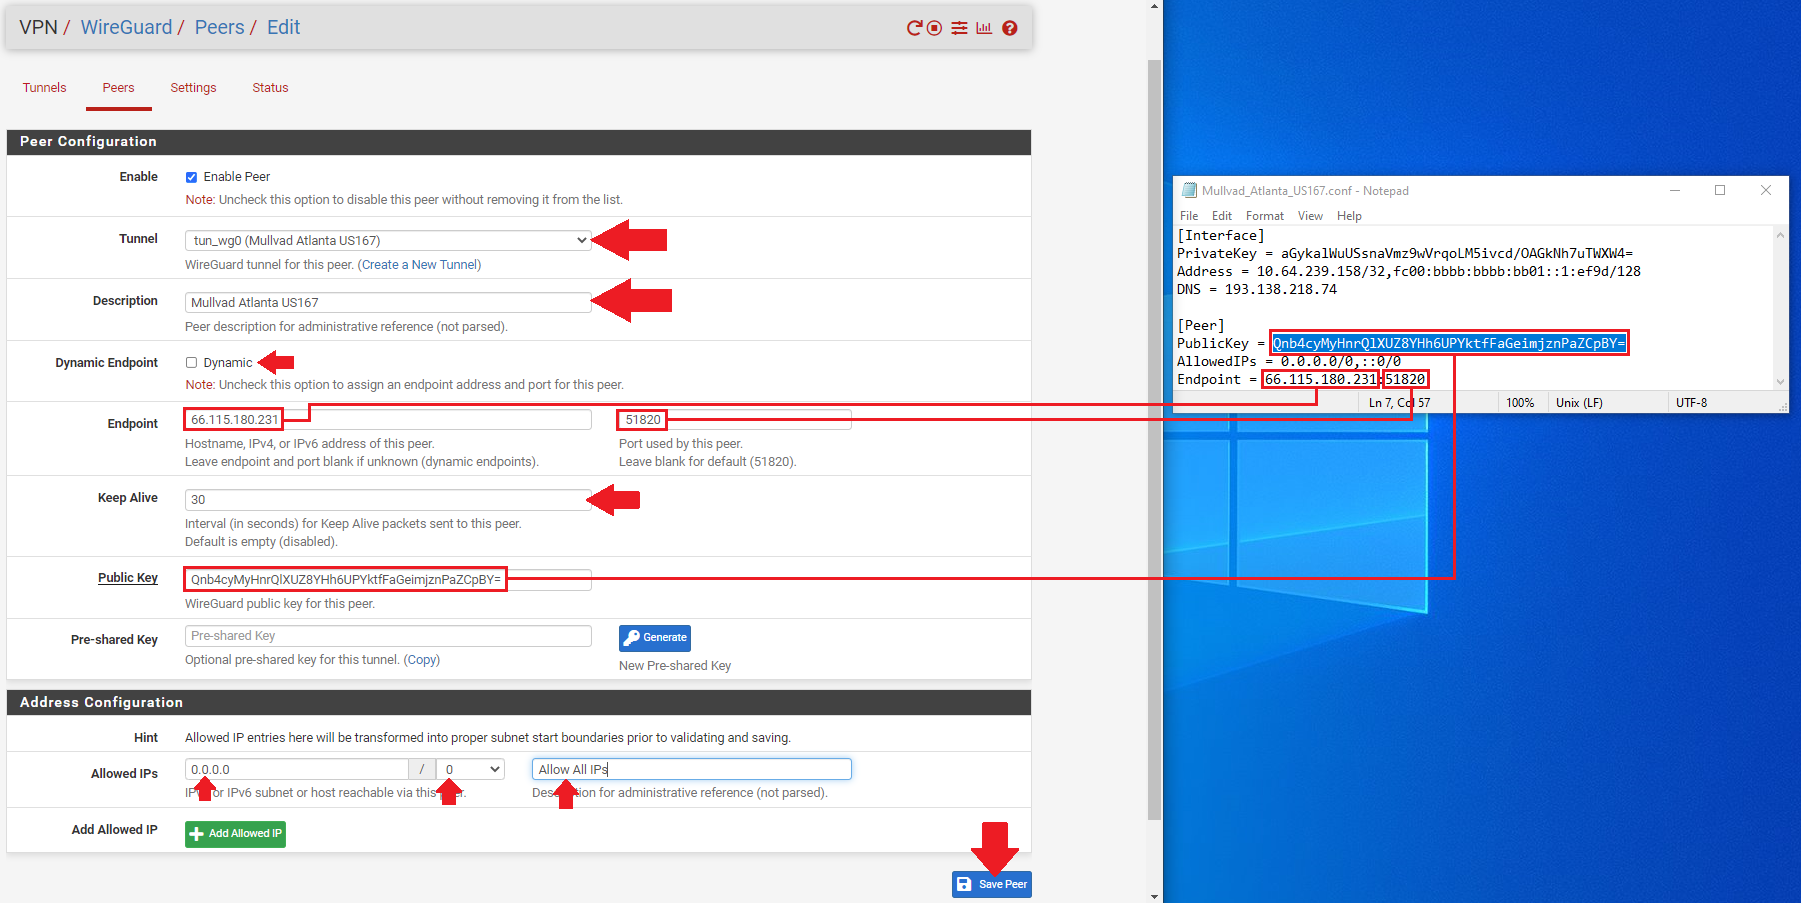 VPN / WireGuard / Peers / Edit
Tunnels Peers Settings Status
Peer Configuration
Enable Enable Peer
Note: Uncheck this option to disable this peer without removing it from the list.
Tunnel tun_wg0 (Mullvad Atlanta US167)
WireGuard tunnel for this peer. (Create a New Tunnel)
Description Mullvad Atlanta US167
Peer description for administrative reference (not parsed).
Dynamic Endpoint Dynamic
Note: Uncheck this option to assign an endpoint address and port for this peer.
Endpoint 66.115.180.231 51820
Hostname, IPv4, or IPv6 address of this peer. Port used by this peer.
Leave endpoint and port blank if unknown (dynamic endpoints). Leave blank for default (51820).
Keep Alive 30
Interval (in seconds) for Keep Alive packets sent to this peer.
Default is empty (disabled).
Public Key Qnb4cyMyHnrQlXUZ8YHh6UPYktfFaGeimjznPaZCpBY=
WireGuard public key for this peer.
Pre-shared Key Pre-shared Key Generate
Optional pre-shared key for this tunnel. (Copy) New Pre-shared Key
Address Configuration
Hint Allowed IP entries here will be transformed into proper subnet start boundaries prior to validating and saving.
Allowed IPs 0.0.0.0 / 0 Allow All IPs
or IPv6 subnet or host reachable via this for administrative reference (not parsed).
Add Allowed IP Add Allowed IP
Save Peer
Mullvad_Atlanta_US167.conf - Notepad
File Edit Format View Help
[Interface]
PrivateKey = aGykalWuUSsnaVmz9wVrqoLM5ivcd/OAGkNh7uTWXW4=
Address = 10.64.239.158/32,fc00:bbbb:bbbb:bb01::1:ef9d/128
DNS = 193.138.218.74
[Peer]
PublicKey = Qnb4cyMyHnrQlXUZ8YHh6UPYktfFaGeimjznPaZCpBY=
AllowedIPs = 0.0.0.0/0,::0/0
Endpoint = 66.115.180.231:51820
Ln 7, Col 57 100% Unix (LF) UTF-8